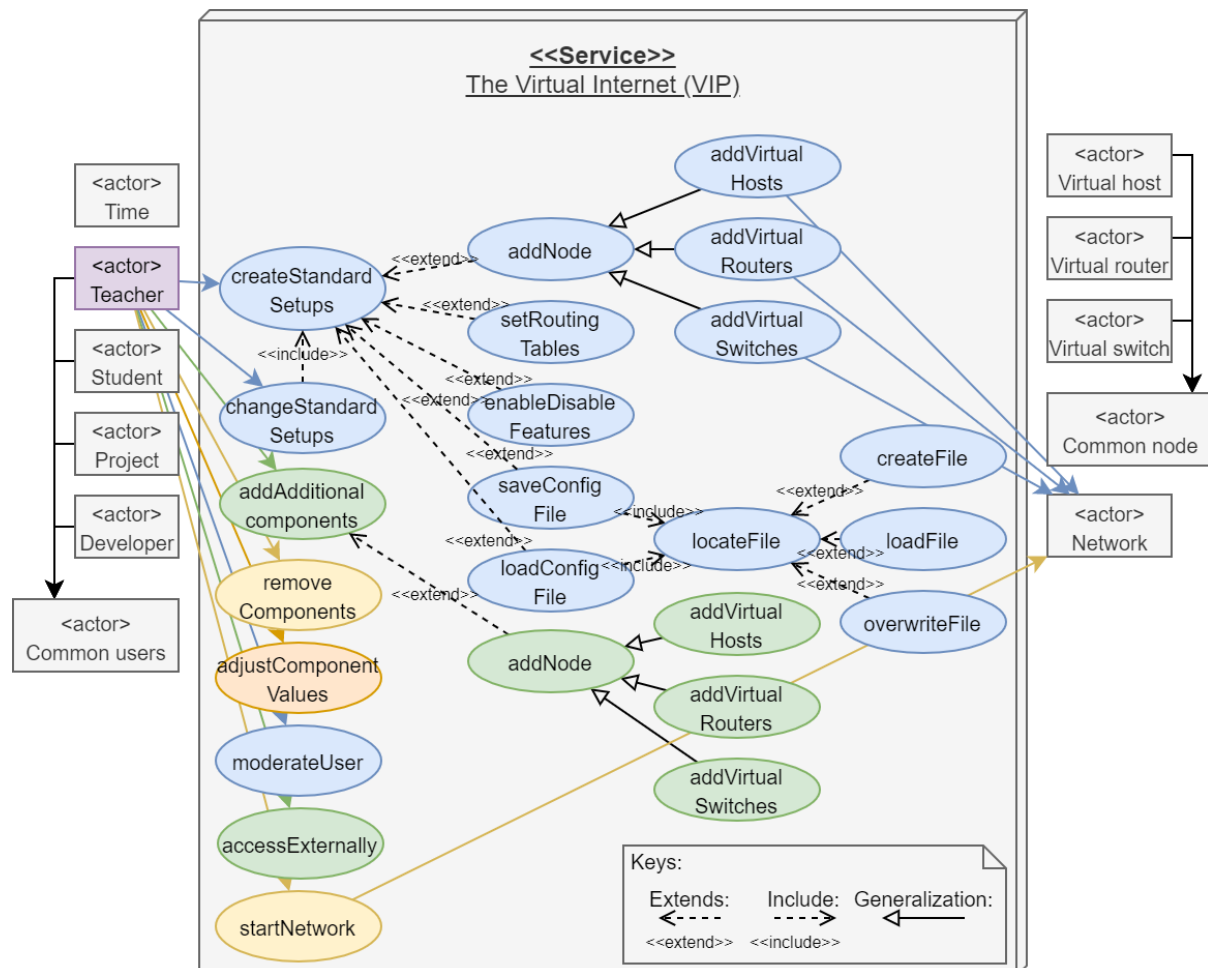 <<Service>>
The Virtual Internet (VIP)
<actor>
Time
<actor>
Teacher
<actor>
Student
<actor>
Project
<actor>
Developer
<actor>
Common users
createStandard
Setups
<<include>>
changeStandard
Setups
addAdditional
components
remove
Components
adjustComponent
Values
moderateUser
accessExternally
startNetwork
<<extend>>
<<extend>>
<<extend>>
<<extend>>
<<extend>>
<<extend>>
<<extend>>
addNode
setRouting
Tables
enableDisable
Features
saveConfig
File
loadConfig
File
addNode
<<include>>
<<include>>
addVirtual
Hosts
addVirtual
Routers
addVirtual
Switches
locateFile
<<extend>>
<<extend>>
<<extend>>
createFile
loadFile
overwriteFile
addVirtual
Hosts
addVirtual
Routers
addVirtual
Switches
<actor>
Virtual host
<actor>
Virtual router
<actor>
Virtual switch
<actor>
Common node
<actor>
Network
Keys:
Extends: Include: Generalization:
<<extend>> <<include>>